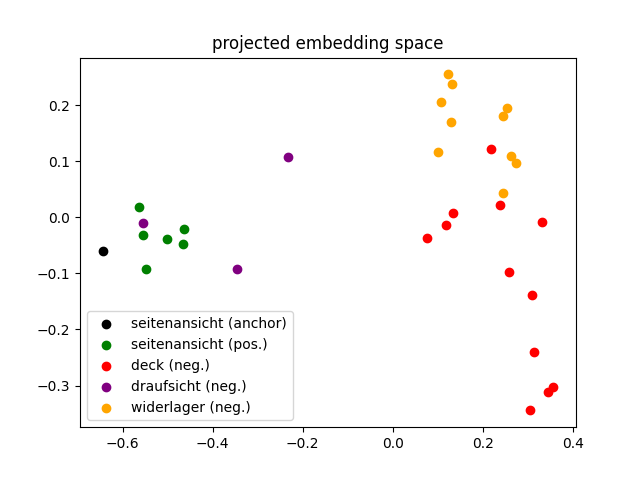 projected embedding space
0.2
0.1
0.0
−0.1
−0.2
−0.3
−0.6
−0.4
−0.2
0.0
0.2
0.4
seitenansicht (anchor)
seitenansicht (pos.)
deck (neg.)
draufsicht (neg.)
widerlager (neg.)